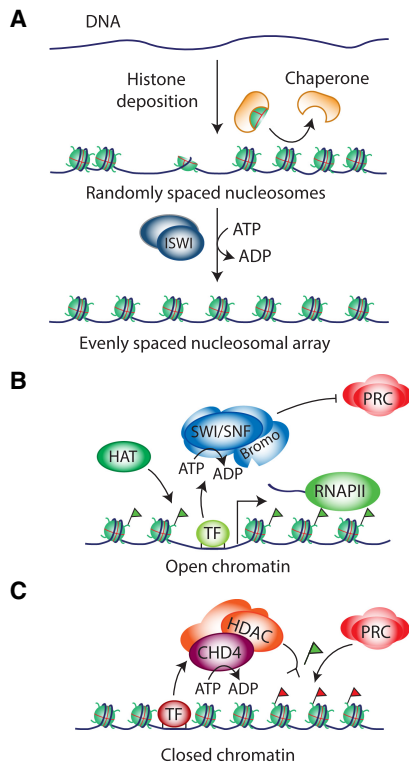 A
DNA
Histone
deposition
Chaperone
Randomly spaced nucleosomes
ISWI
ATP
ADP
Evenly spaced nucleosomal array
B
PRC
SWI/SNF
Bromo
HAT
ATP
ADP
RNAPII
TF
Open chromatin
C
HDAC
PRC
CHD4
ATP
ADP
TF
Closed chromatin